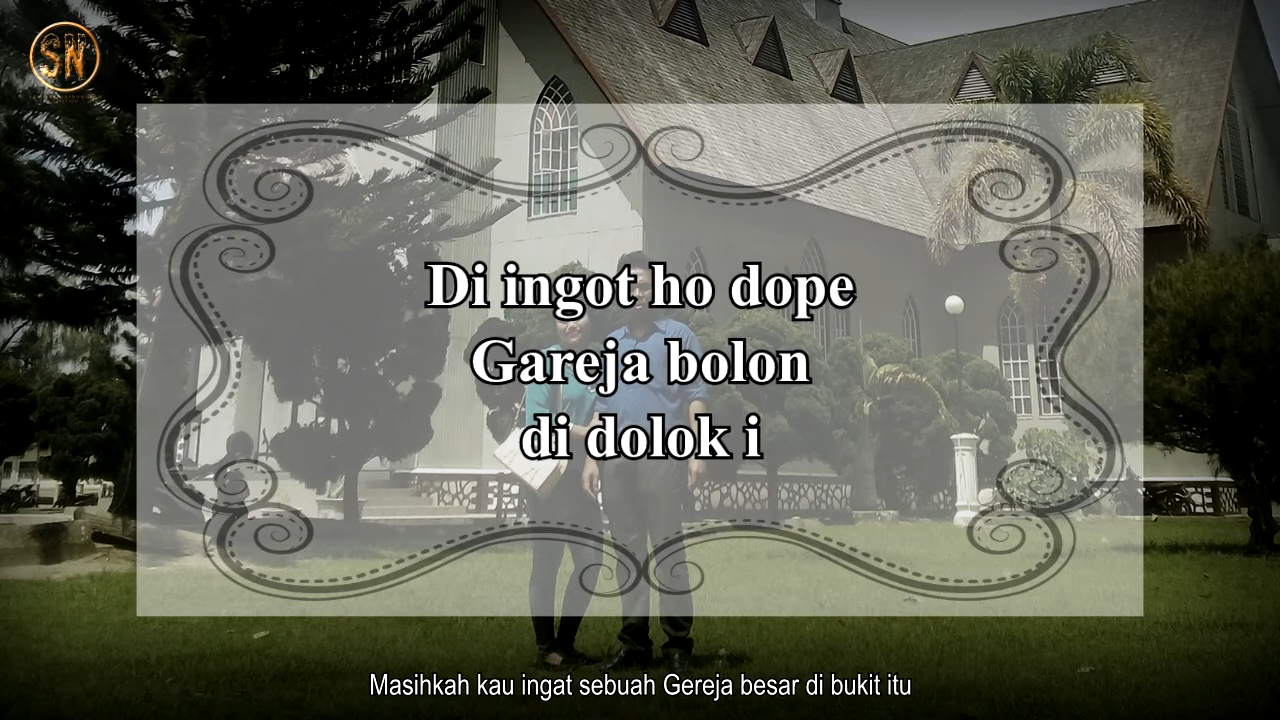 SN
Di ingot ho dope
Gareja bolon
di dolok i
Masihkah kau ingat sebuah Gereja besar di bukit itu